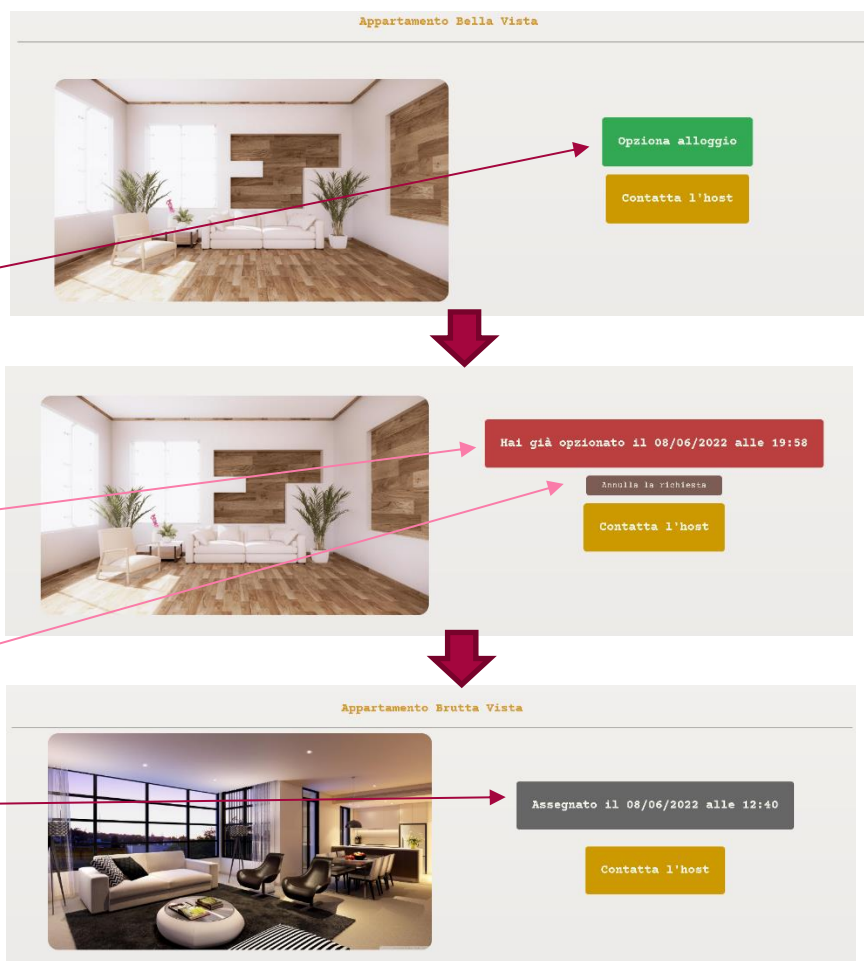 Appartamento Bella Vista
Opziona alloggio
Contatta l'host
Hai già opzionato il 08/06/2022 alle 19:58
Annulla la richiesta
Contatta l'host
Appartamento Brutta Vista
Assegnato il 08/06/2022 alle 12:40
Contatta l'host